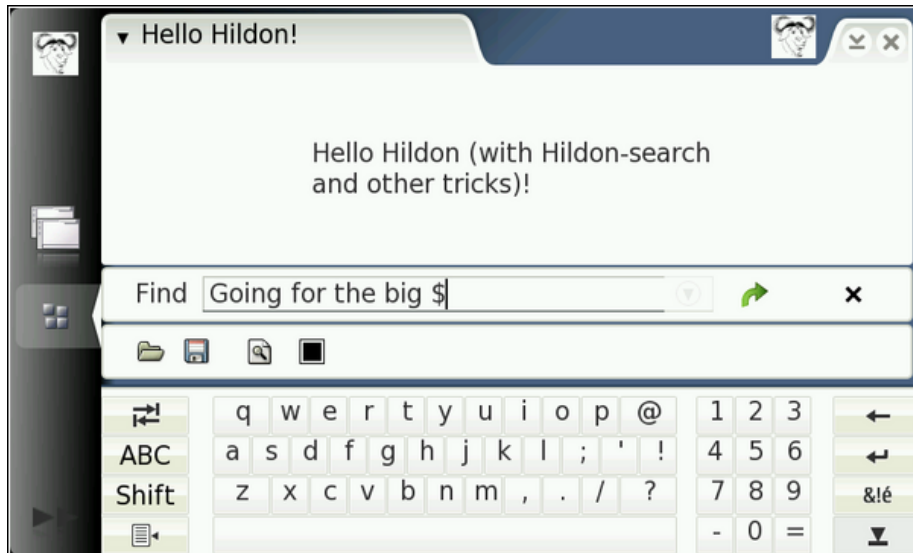 Hello Hildon!
Hello Hildon (with Hildon-search
and other tricks)!
Find Going for the big $
q w e r t y u i o p @ 1 2 3
ABC a s d f g h j k l ; ' ! 4 5 6
Shift z x c v b n m , . / ? 7 8 9 &!é
- 0 =